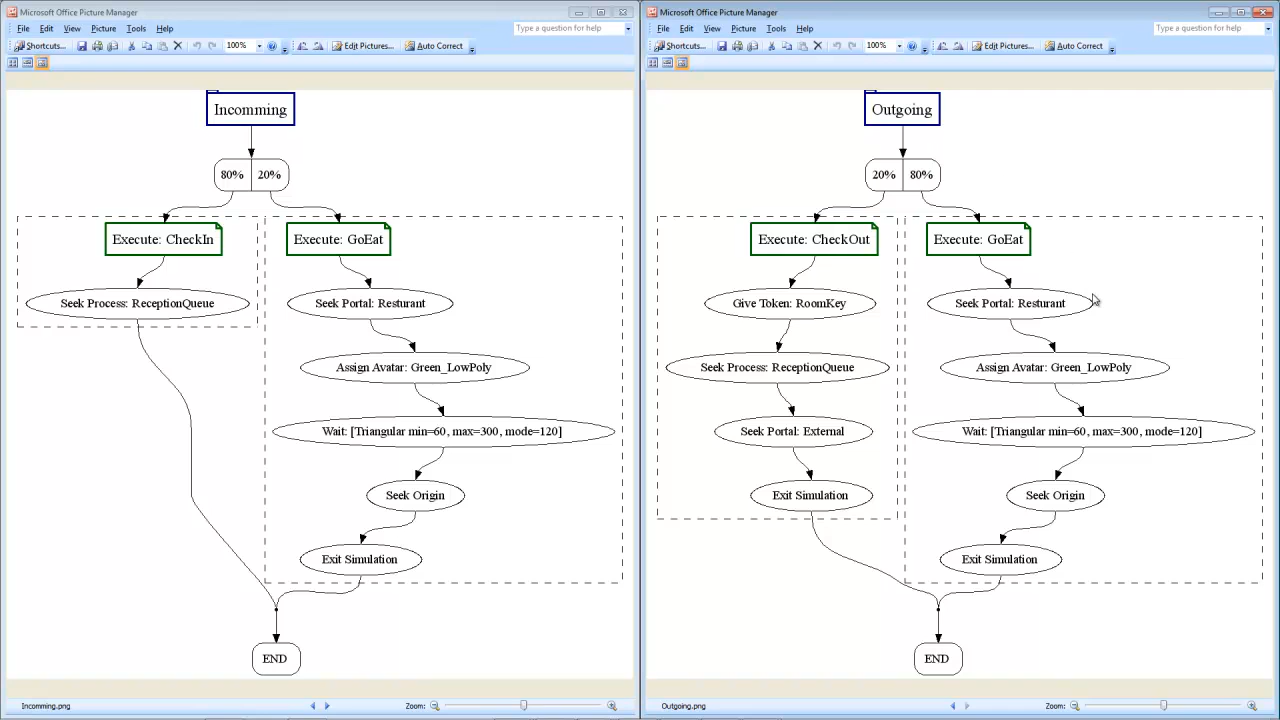 Microsoft Office Picture Manager
File Edit View Picture Tools Help
Type a question for help
Shortcuts...
100%
Edit Pictures...
Auto Correct
Incomming
80%
20%
Execute: CheckIn
Execute: GoEat
Seek Process: ReceptionQueue
Seek Portal: Resturant
Assign Avatar: Green_LowPoly
Wait: [Triangular min=60, max=300, mode=120]
Seek Origin
Exit Simulation
END
Incomming.png
Zoom:
Microsoft Office Picture Manager
File Edit View Picture Tools Help
Type a question for help
Shortcuts...
100%
Edit Pictures...
Auto Correct
Outgoing
20%
80%
Execute: CheckOut
Execute: GoEat
Give Token: RoomKey
Seek Portal: Resturant
Seek Process: ReceptionQueue
Assign Avatar: Green_LowPoly
Seek Portal: External
Wait: [Triangular min=60, max=300, mode=120]
Exit Simulation
Seek Origin
Exit Simulation
END
Outgoing.png
Zoom: